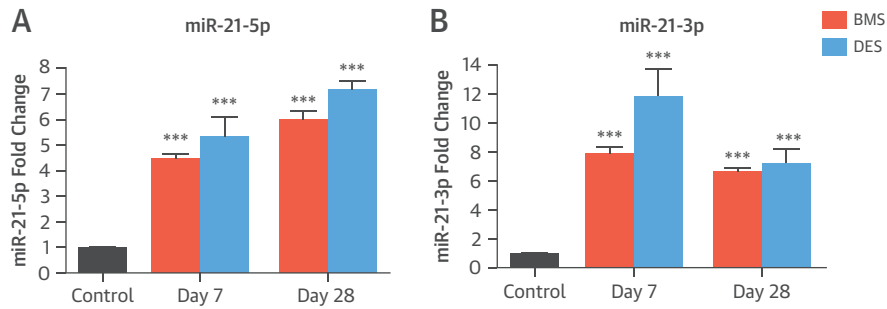 A
miR-21-5p
miR-21-5p Fold Change
8
7
6
5
4
3
2
1
0
***
***
***
***
Control
Day 7
Day 28
B
miR-21-3p
miR-21-3p Fold Change
14
12
10
8
6
4
2
0
***
***
***
***
Control
Day 7
Day 28
BMS
DES